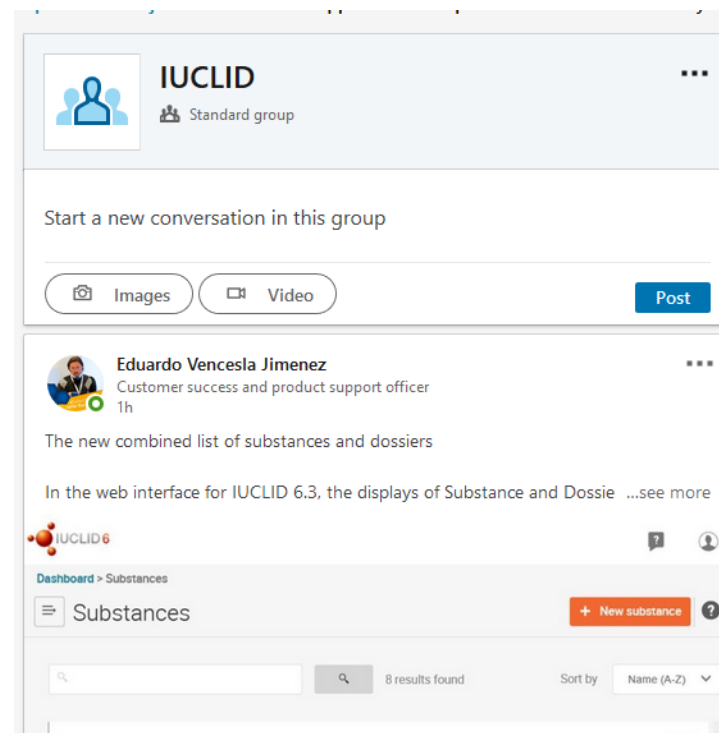 IUCLID
Standard group
Start a new conversation in this group
Images
Video
Post
Eduardo Vencesla Jimenez
Customer success and product support officer
1h
The new combined list of substances and dossiers
In the web interface for IUCLID 6.3, the displays of Substance and Dossie ...see more
IUCLID 6
Dashboard > Substances
Substances
+ New substance
8 results found
Sort by
Name (A-Z)